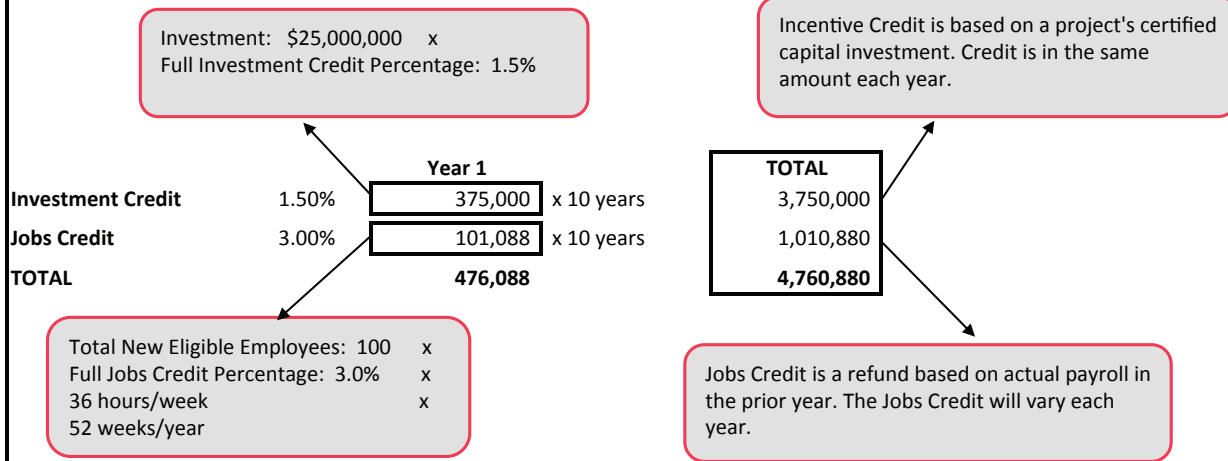 Investment: $25,000,000 x
Full Investment Credit Percentage: 1.5%
Incentive Credit is based on a project's certified
capital investment. Credit is in the same
amount each year.
Year 1 TOTAL
Investment Credit 1.50% 375,000 x 10 years 3,750,000
Jobs Credit 3.00% 101,088 x 10 years 1,010,880
TOTAL 476,088 4,760,880
Total New Eligible Employees: 100 x
Full Jobs Credit Percentage: 3.0% x
36 hours/week x
52 weeks/year
Jobs Credit is a refund based on actual payroll in
the prior year. The Jobs Credit will vary each
year.